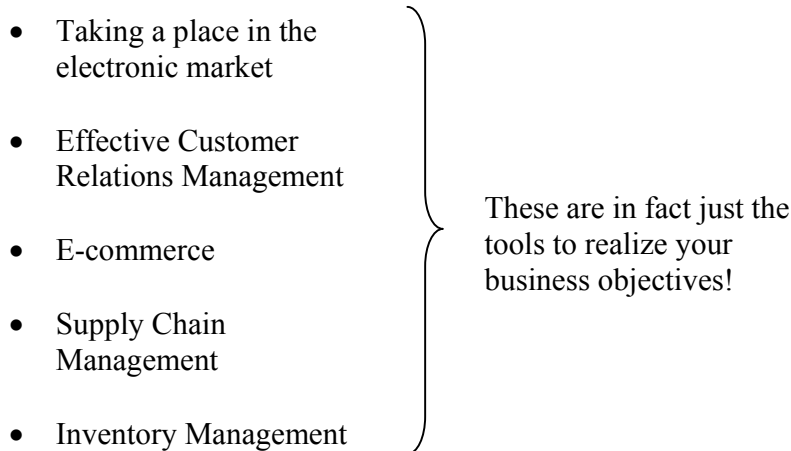 • Taking a place in the
electronic market
• Effective Customer
Relations Management
• E-commerce
• Supply Chain
Management
• Inventory Management
These are in fact just the
tools to realize your
business objectives!